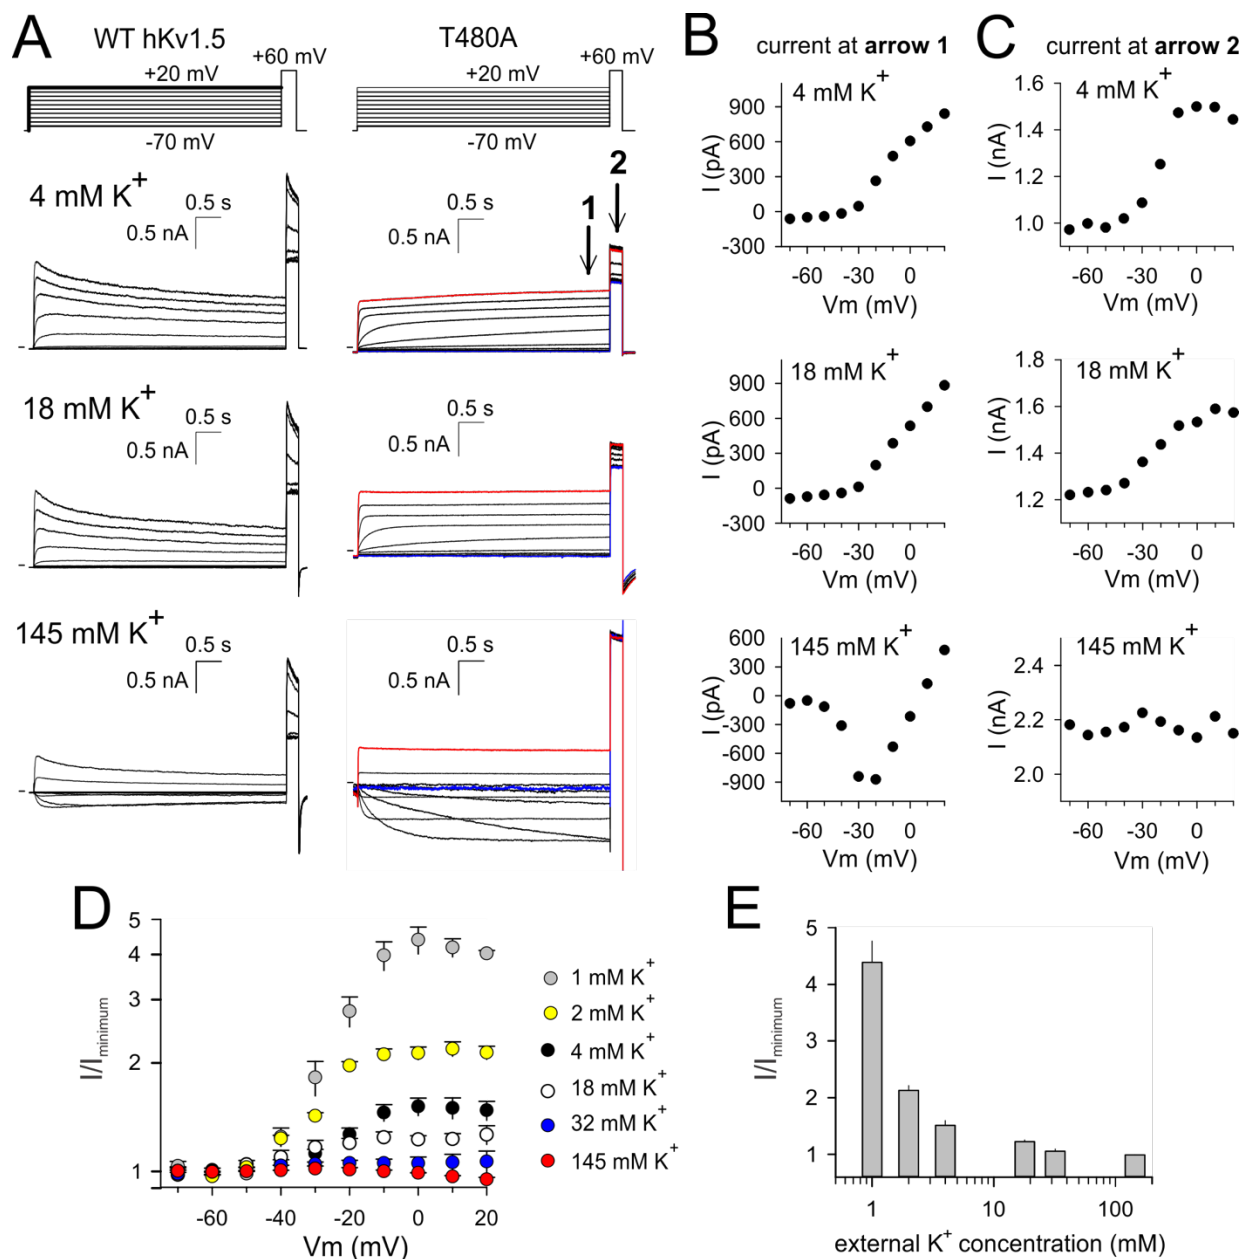 A
WT hKv1.5
T480A
+60 mV
+60 mV
+20 mV
+20 mV
-70 mV
-70 mV
4 mM K+
0.5 s
0.5 nA
0.5 s
0.5 nA
1
2
18 mM K+
0.5 s
0.5 nA
0.5 s
0.5 nA
145 mM K+
0.5 s
0.5 nA
0.5 s
0.5 nA
B
current at arrow 1
4 mM K+
I (pA)
900
600
300
0
-300
-60 -30 0
Vm (mV)
18 mM K+
I (pA)
900
600
300
0
-300
-60 -30 0
Vm (mV)
145 mM K+
I (pA)
600
300
0
-300
-600
-900
-60 -30 0
Vm (mV)
C
current at arrow 2
4 mM K+
I (nA)
1.6
1.4
1.2
1.0
-60 -30 0
Vm (mV)
18 mM K+
I (nA)
1.6
1.4
1.2
-60 -30 0
Vm (mV)
145 mM K+
I (nA)
2.4
2.2
2.0
-60 -30 0
Vm (mV)
D
I/Iminimum
5
4
3
2
1
-60 -40 -20 0 20
Vm (mV)
1 mM K+
2 mM K+
4 mM K+
18 mM K+
32 mM K+
145 mM K+
E
I/Iminimum
5
4
3
2
1
1 10 100
external K+ concentration (mM)